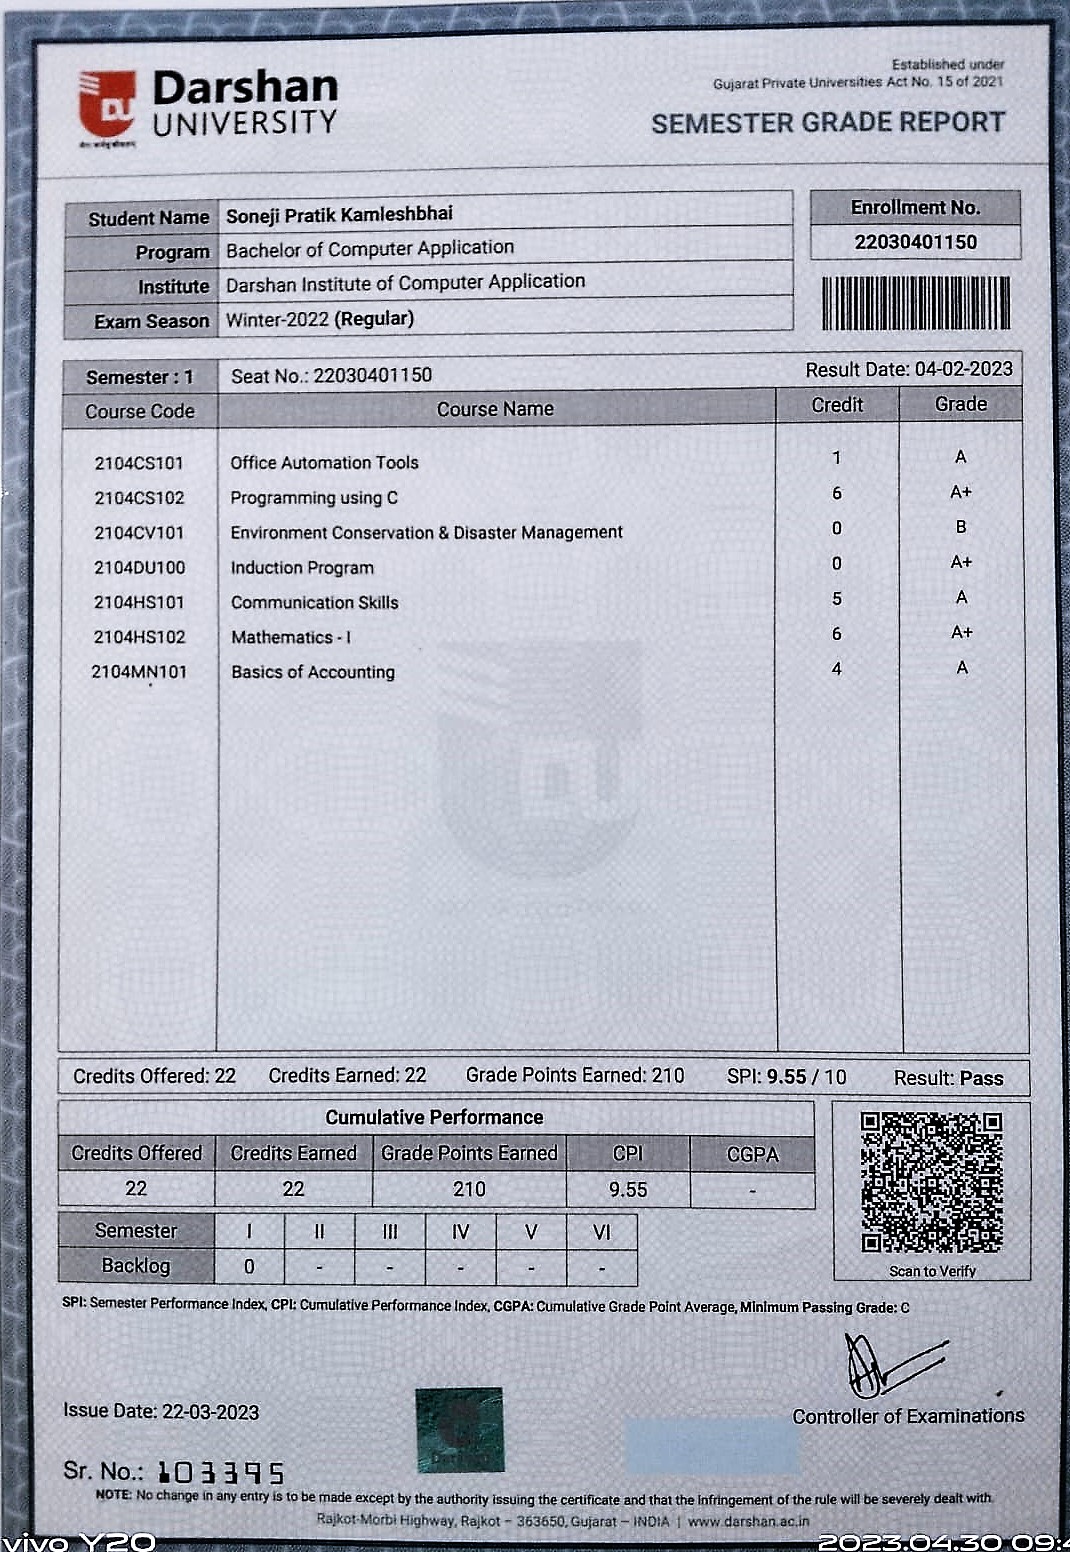 Darshan
UNIVERSITY
Established under
Gujarat Private Universities Act No. 15 of 2021
SEMESTER GRADE REPORT
Student Name Soneji Pratik Kamleshbhai
Program Bachelor of Computer Application
Institute Darshan Institute of Computer Application
Exam Season Winter-2022 (Regular)
Enrollment No.
22030401150
Semester : 1 Seat No.: 22030401150 Result Date: 04-02-2023
Course Code Course Name Credit Grade
2104CS101 Office Automation Tools 1 A
2104CS102 Programming using C 6 A+
2104CV101 Environment Conservation & Disaster Management 0 B
2104DU100 Induction Program 0 A+
2104HS101 Communication Skills 5 A
2104HS102 Mathematics - I 6 A+
2104MN101 Basics of Accounting 4 A
Credits Offered: 22 Credits Earned: 22 Grade Points Earned: 210 SPI: 9.55 / 10 Result: Pass
Cumulative Performance
Credits Offered Credits Earned Grade Points Earned CPI CGPA
22 22 210 9.55 -
Semester I II III IV V VI
Backlog 0 - - - - -
Scan to Verify
SPI: Semester Performance Index, CPI: Cumulative Performance Index, CGPA: Cumulative Grade Point Average, Minimum Passing Grade: C
Issue Date: 22-03-2023
Controller of Examinations
Sr. No.: 103395
NOTE: No change in any entry is to be made except by the authority issuing the certificate and that the infringement of the rule will be severely dealt with.
Rajkot-Morbi Highway, Rajkot – 363650, Gujarat – INDIA | www.darshan.ac.in
vivo Y20
2023.04.30 09:4